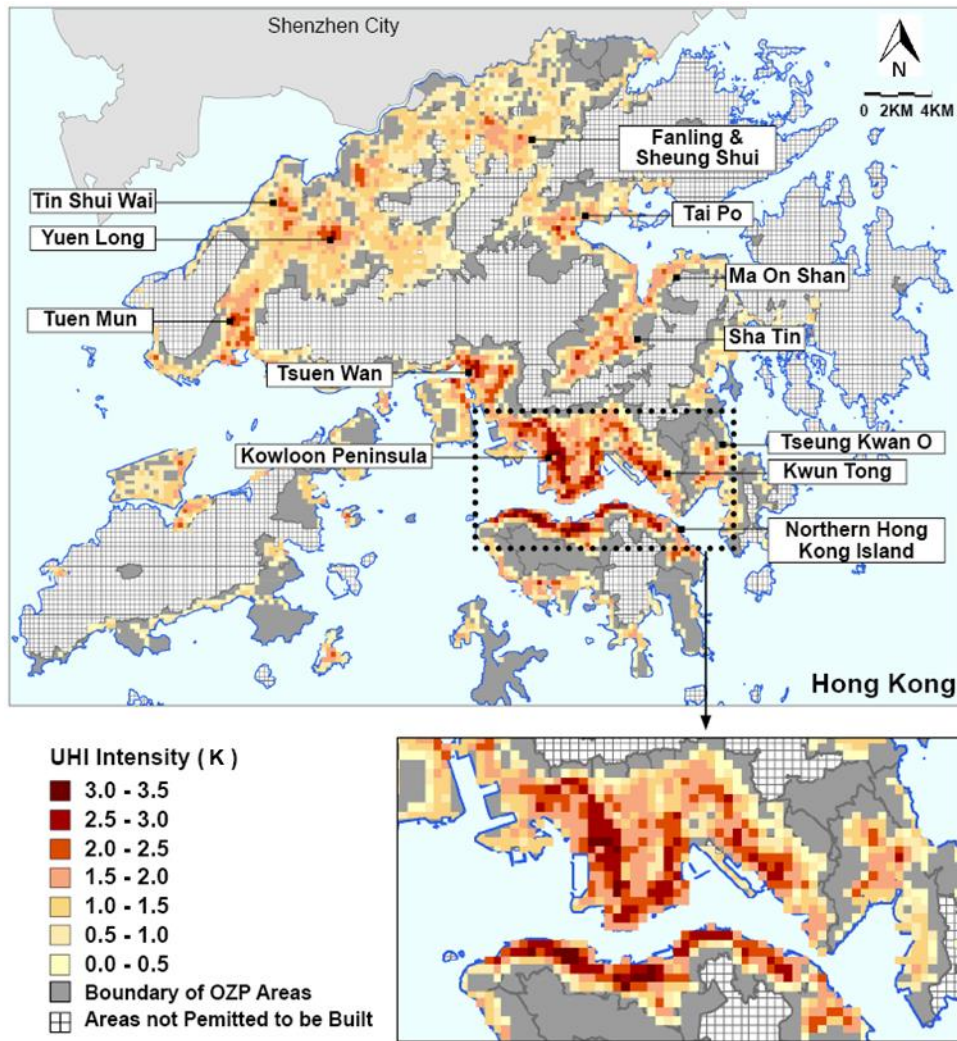 Shenzhen City
N
0 2KM 4KM
Fanling &
Sheung Shui
Tin Shui Wai
Tai Po
Yuen Long
Ma On Shan
Tuen Mun
Sha Tin
Tsuen Wan
Tseung Kwan O
Kowloon Peninsula
Kwun Tong
Northern Hong
Kong Island
Hong Kong
UHI Intensity ( K )
3.0 - 3.5
2.5 - 3.0
2.0 - 2.5
1.5 - 2.0
1.0 - 1.5
0.5 - 1.0
0.0 - 0.5
Boundary of OZP Areas
Areas not Pemitted to be Built